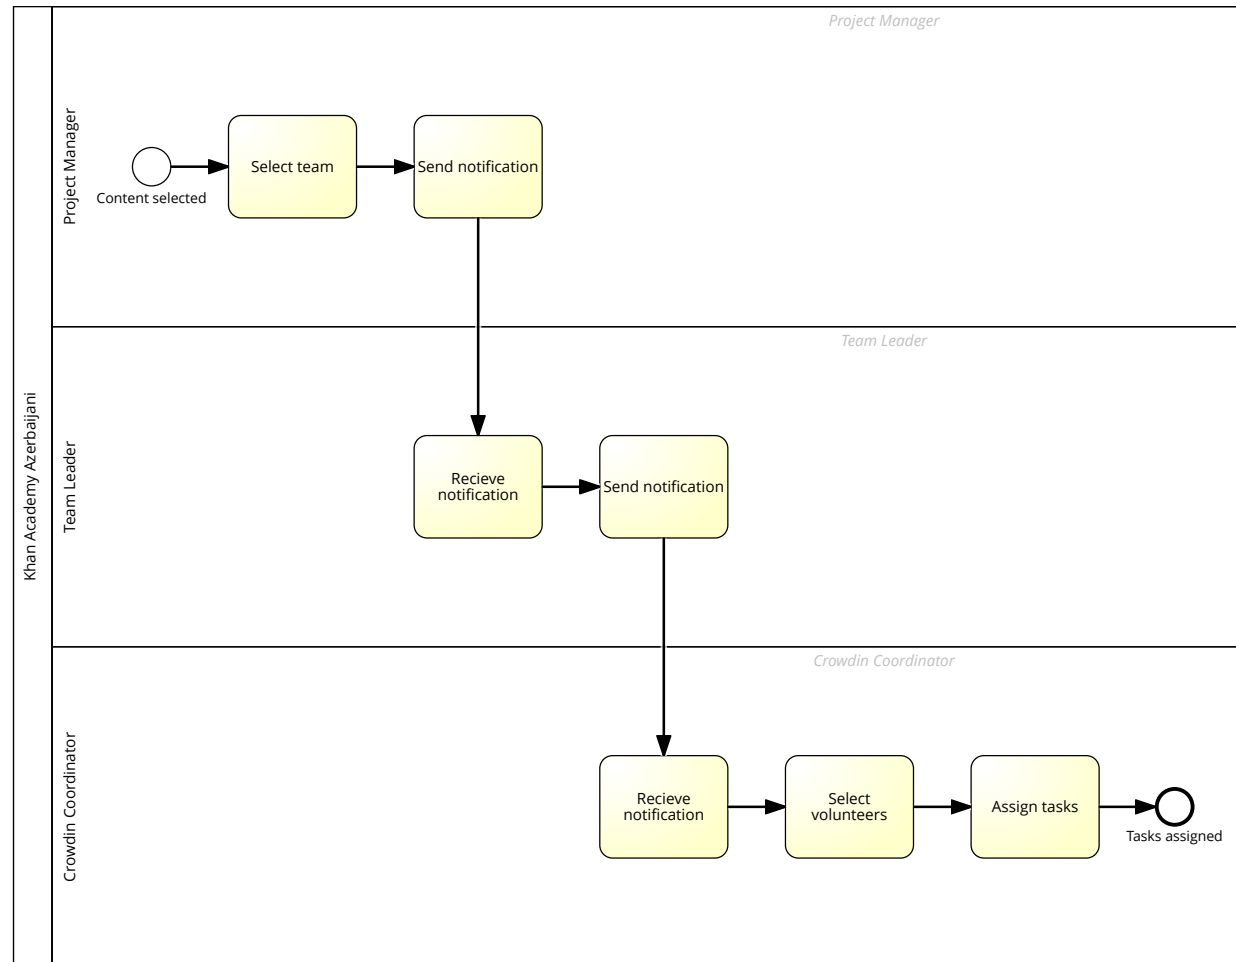 Khan Academy Azerbaijani
Project Manager
Project Manager
Content selected
Select team
Send notification
Team Leader
Team Leader
Recieve
notification
Send notification
Crowdin Coordinator
Crowdin Coordinator
Recieve
notification
Select
volunteers
Assign tasks
Tasks assigned